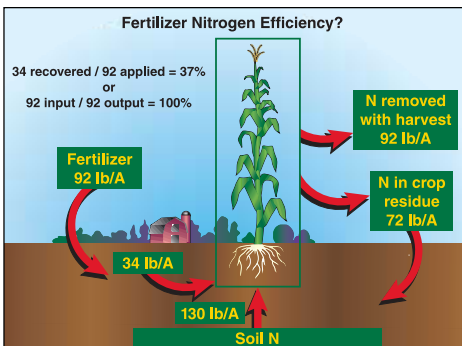 Fertilizer Nitrogen Efficiency?
34 recovered / 92 applied = 37%
or
92 input / 92 output = 100%
N removed
with harvest
92 lb/A
Fertilizer
92 lb/A
N in crop
residue
72 lb/A
34 lb/A
130 lb/A
Soil N